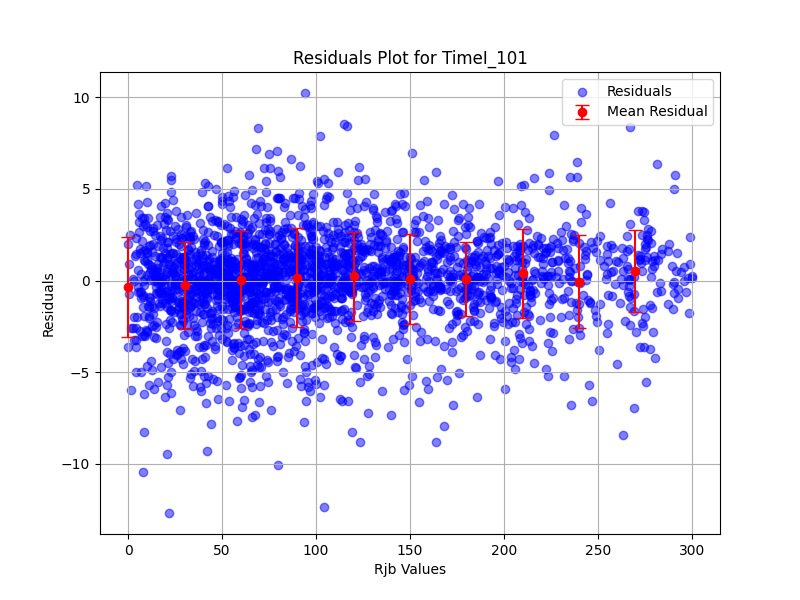 Residuals Plot for TimeI_101
Residuals
Mean Residual
10
5
0
−5
−10
Residuals
0 50 100 150 200 250 300
Rjb Values